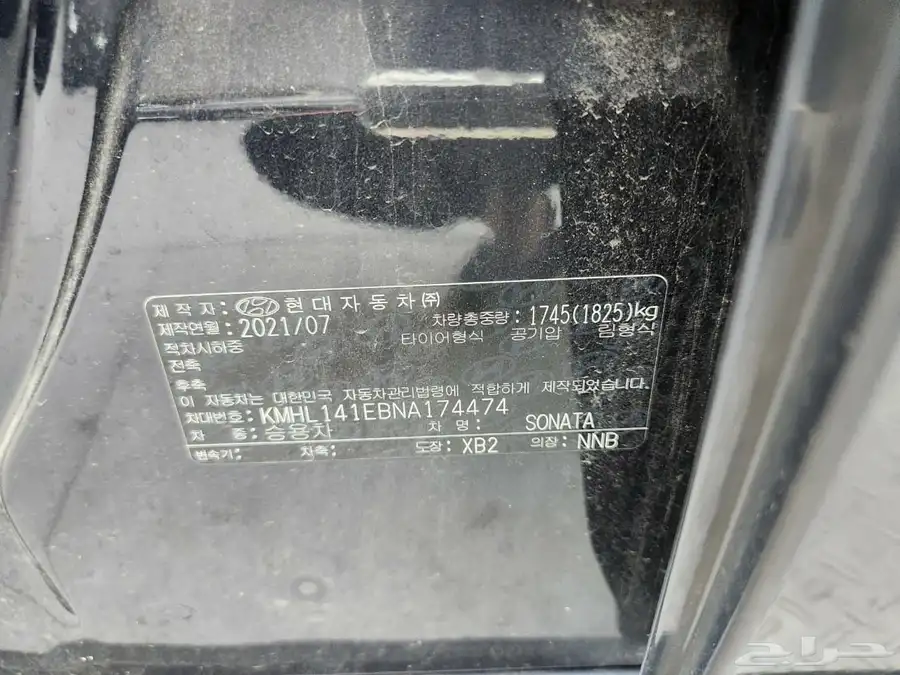 제 작 자 : 현대자동차(주)
제작연월 : 2021/07 차량총중량 : 1745(1825)kg
적차시하중 타이어형식 공기압 림형식
전축
후축
이 자동차는 대한민국 자동차관리법령에 적합하게 제작되었습니다.
차대번호 : KMHL141EBNA174474
차 종 : 승용차 차 명 : SONATA
변속기 : 차축 : 도장 : XB2 의장 : NNB
حراج